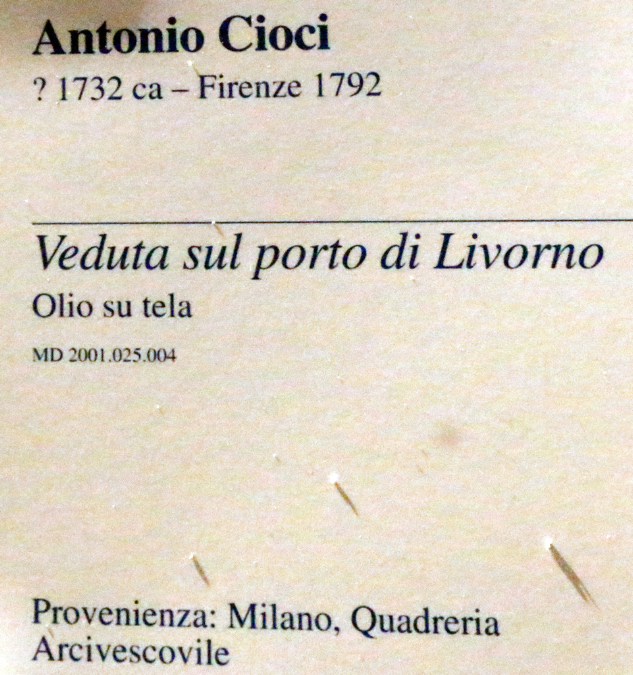 Antonio Cioci
? 1732 ca – Firenze 1792
Veduta sul porto di Livorno
Olio su tela
MD 2001.025.004
Provenienza: Milano, Quadreria
Arcivescovile